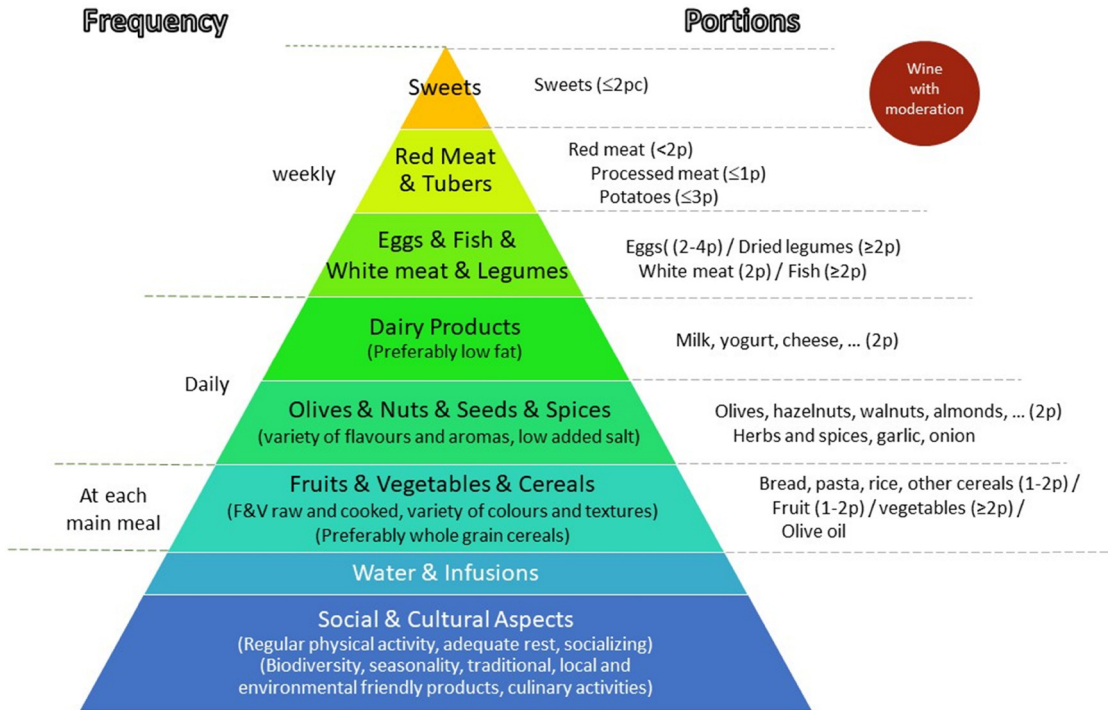 Frequency
Portions
Sweets
Sweets (≤2pc)
Wine
with
moderation
weekly
Red Meat
& Tubers
Red meat (<2p)
Processed meat (≤1p)
Potatoes (≤3p)
Eggs & Fish &
White meat & Legumes
Eggs( (2-4p) / Dried legumes (≥2p)
White meat (2p) / Fish (≥2p)
Daily
Dairy Products
(Preferably low fat)
Milk, yogurt, cheese, ... (2p)
Olives & Nuts & Seeds & Spices
(variety of flavours and aromas, low added salt)
Olives, hazelnuts, walnuts, almonds, ... (2p)
Herbs and spices, garlic, onion
At each
main meal
Fruits & Vegetables & Cereals
(F&V raw and cooked, variety of colours and textures)
(Preferably whole grain cereals)
Bread, pasta, rice, other cereals (1-2p) /
Fruit (1-2p) / vegetables (≥2p) /
Olive oil
Water & Infusions
Social & Cultural Aspects
(Regular physical activity, adequate rest, socializing)
(Biodiversity, seasonality, traditional, local and
environmental friendly products, culinary activities)